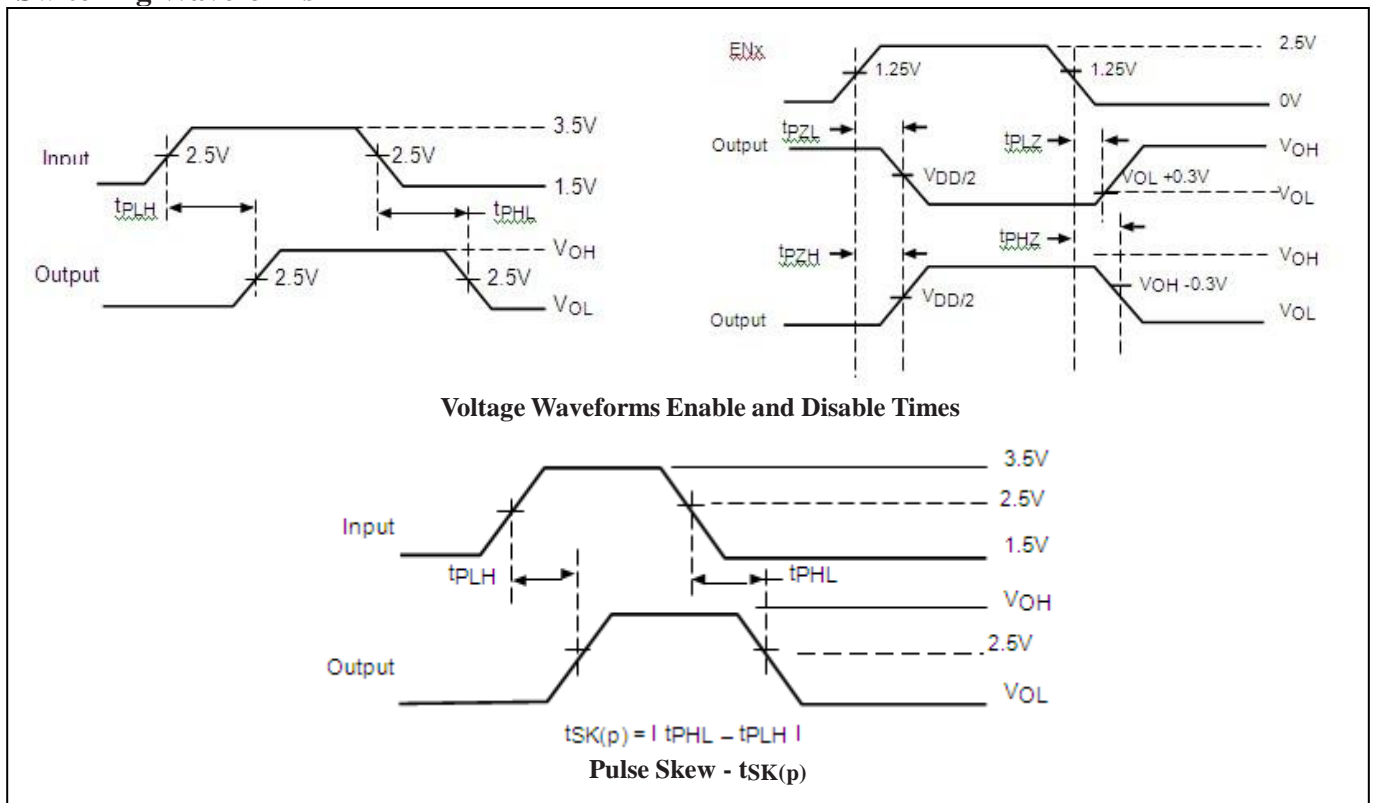 ENx
2.5V
1.25V
1.25V
0V
3.5V
Input
2.5V
2.5V
1.5V
tPLH
tPHL
VOH
Output
2.5V
2.5V
VOL
tPZL
Output
tPLZ
VOH
VDD/2
VOL +0.3V
VOL
tPZH
tPHZ
VOH
VDD/2
VOH -0.3V
Output
VOL
Voltage Waveforms Enable and Disable Times
3.5V
2.5V
Input
1.5V
tPLH
tPHL
VOH
2.5V
Output
VOL
tSK(p) = I tPHL – tPLH I
Pulse Skew - tSK(p)